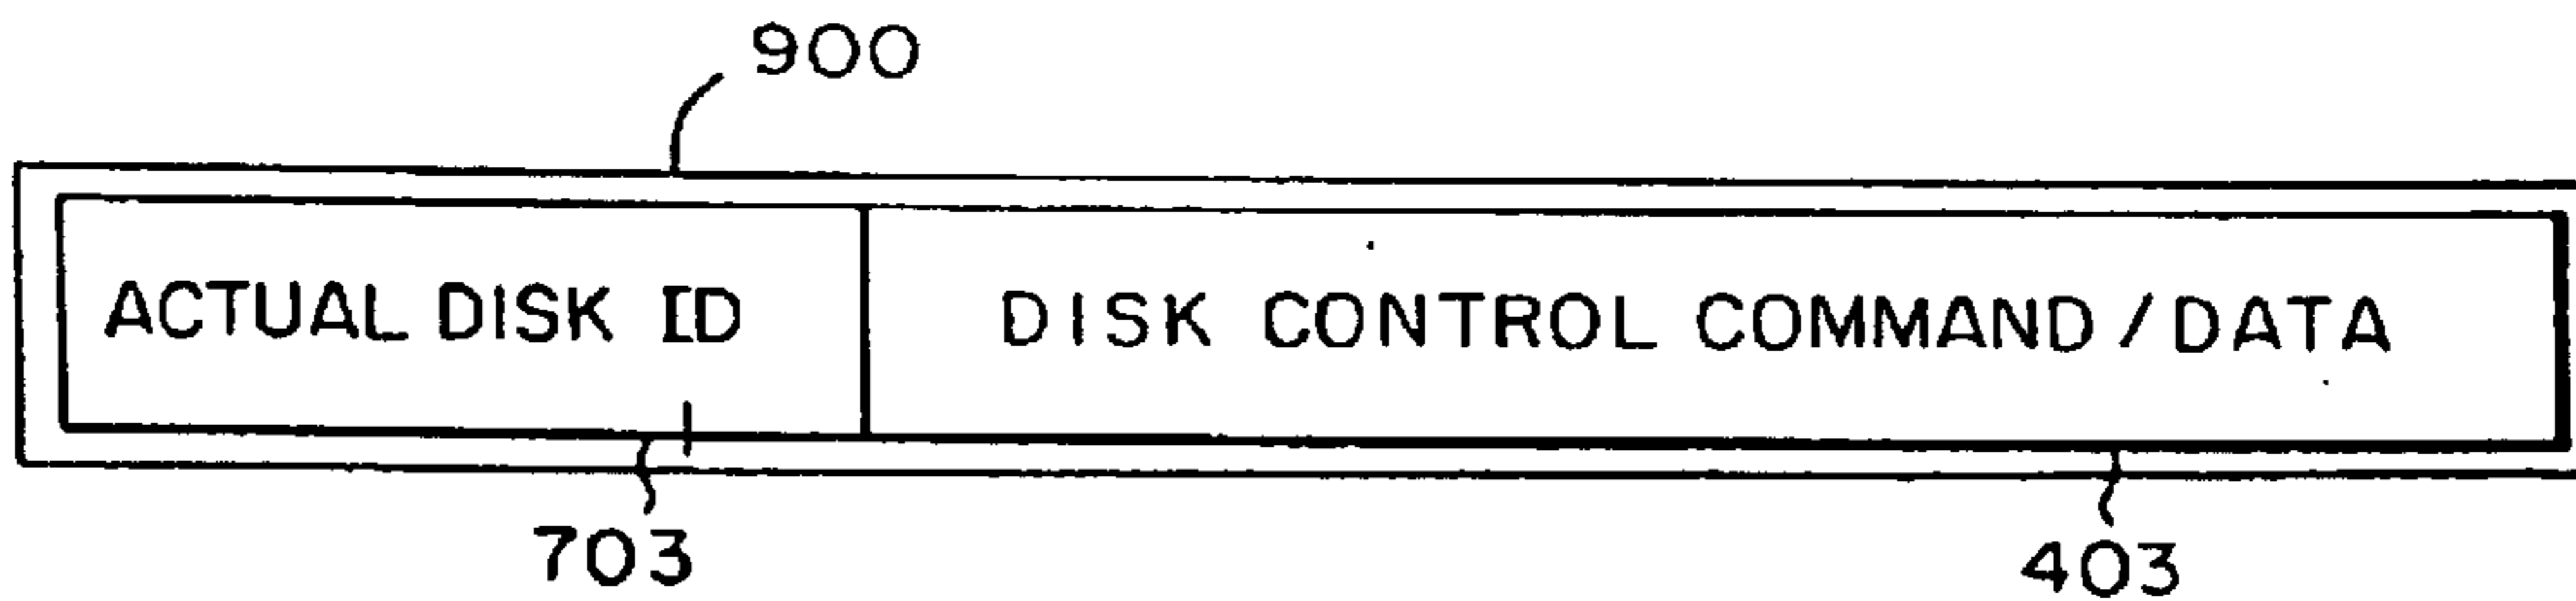 900
ACTUAL DISK ID DISK CONTROL COMMAND/DATA
703 403